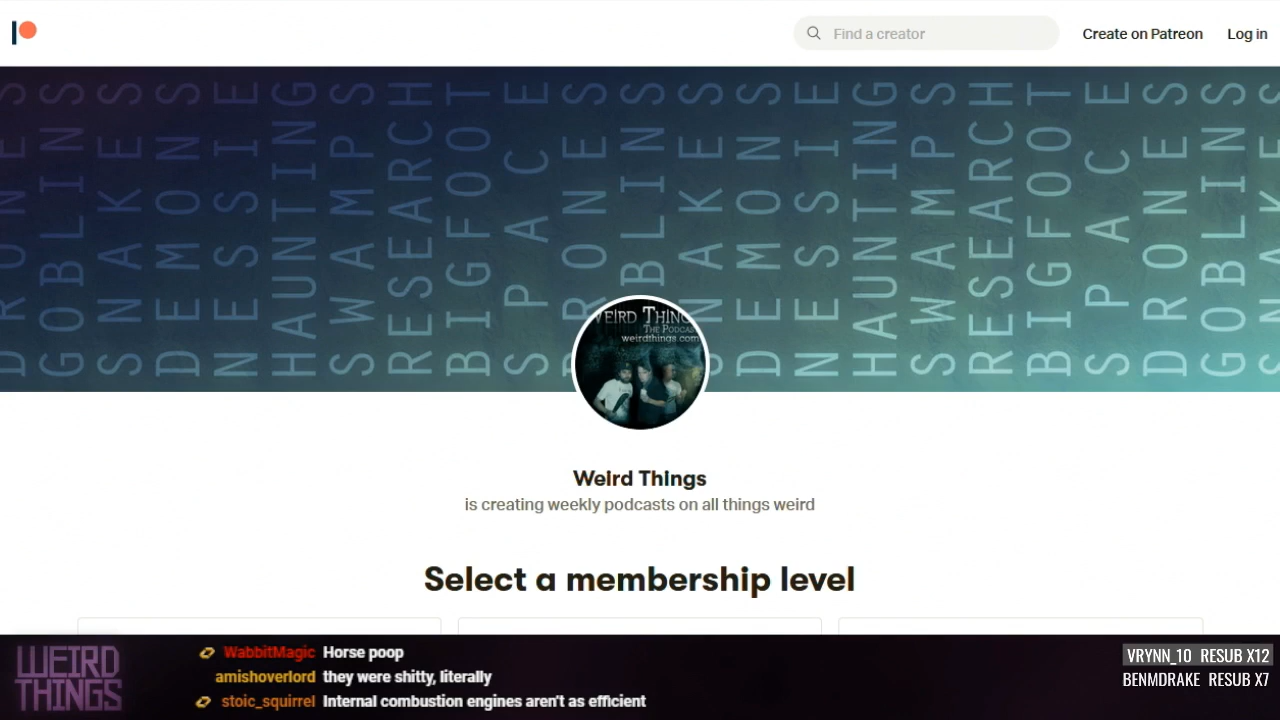 Find a creator
Create on Patreon
Log in
GOBLINS
SNAKES
DEMONS
NESSIE
HAUNTING
SWAMPS
RESEARCH
BIGFOOT
SPACE
DRONES
GOBLINS
SNAKES
DEMONS
NESSIE
HAUNTING
SWAMPS
RESEARCH
BIGFOOT
SPACE
DRONES
GOBLINS
WEIRD THINGS
THE PODCAST
weirdthings.com
Weird Things
is creating weekly podcasts on all things weird
Select a membership level
WEIRD
THINGS
WabbitMagic Horse poop
amishoverlord they were shitty, literally
stoic_squirrel Internal combustion engines aren't as efficient
VRYNN_10 RESUB X12
BENMDRAKE RESUB X7